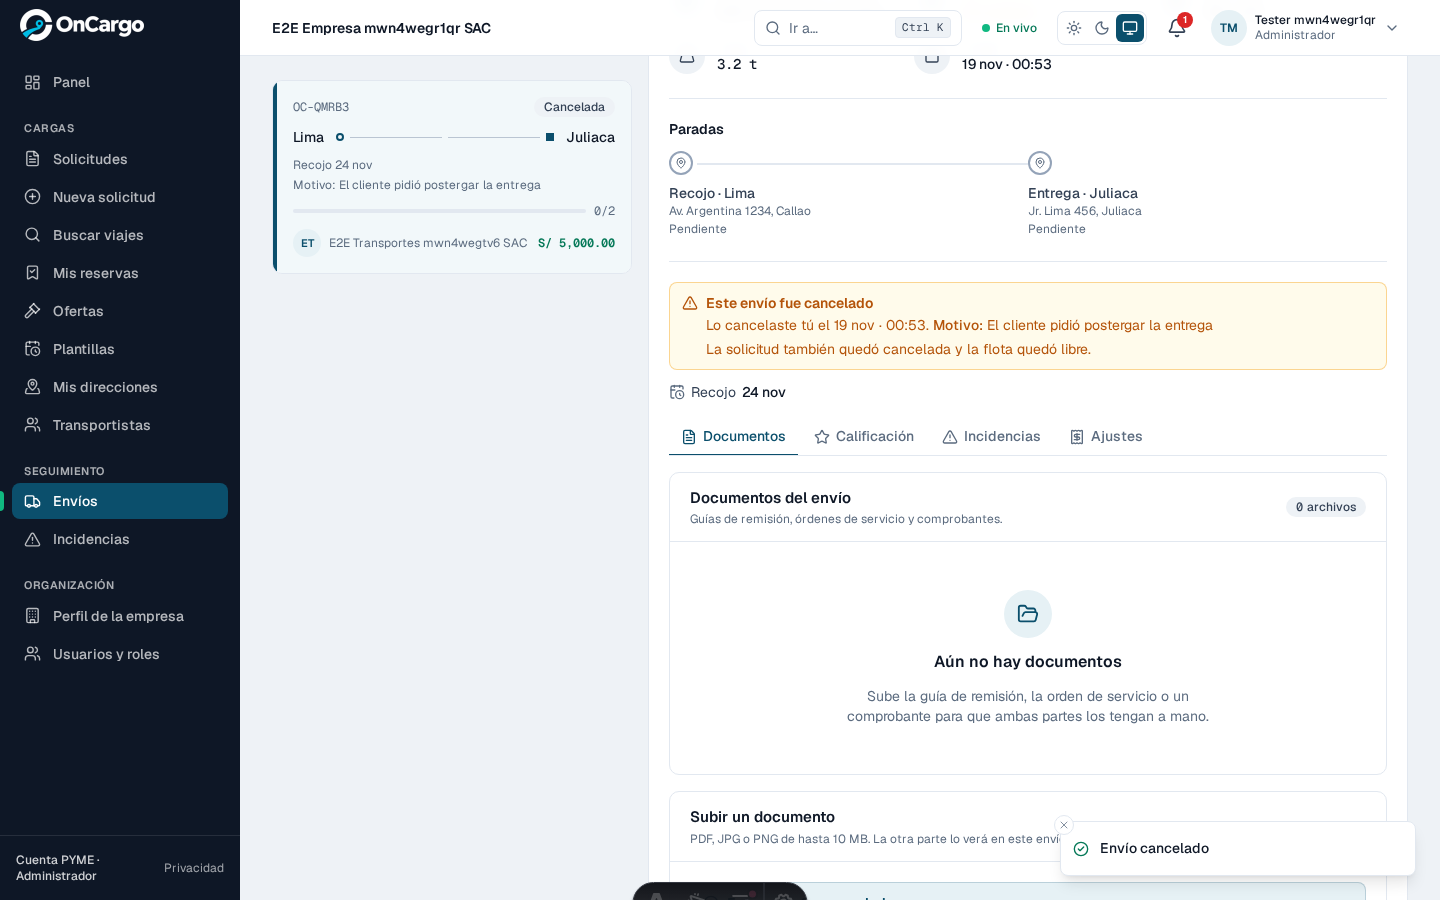 OnCargo
Panel
CARGAS
Solicitudes
Nueva solicitud
Buscar viajes
Mis reservas
Ofertas
Plantillas
Mis direcciones
Transportistas
SEGUIMIENTO
Envíos
Incidencias
ORGANIZACIÓN
Perfil de la empresa
Usuarios y roles
Cuenta PYME ·
Administrador
Privacidad
E2E Empresa mwn4wegr1qr SAC
Ir a...
Ctrl K
En vivo
1
TM
Tester mwn4wegr1qr
Administrador
OC-QMRB3
Cancelada
Lima
Juliaca
Recojo 24 nov
Motivo: El cliente pidió postergar la entrega
0/2
ET
E2E Transportes mwn4wegtv6 SAC
S/ 5,000.00
3.2 t
19 nov · 00:53
Paradas
Recojo · Lima
Av. Argentina 1234, Callao
Pendiente
Entrega · Juliaca
Jr. Lima 456, Juliaca
Pendiente
Este envío fue cancelado
Lo cancelaste tú el 19 nov · 00:53. Motivo: El cliente pidió postergar la entrega
La solicitud también quedó cancelada y la flota quedó libre.
Recojo 24 nov
Documentos
Calificación
Incidencias
Ajustes
Documentos del envío
Guías de remisión, órdenes de servicio y comprobantes.
0 archivos
Aún no hay documentos
Sube la guía de remisión, la orden de servicio o un
comprobante para que ambas partes los tengan a mano.
Subir un documento
PDF, JPG o PNG de hasta 10 MB. La otra parte lo verá en este
Envío cancelado